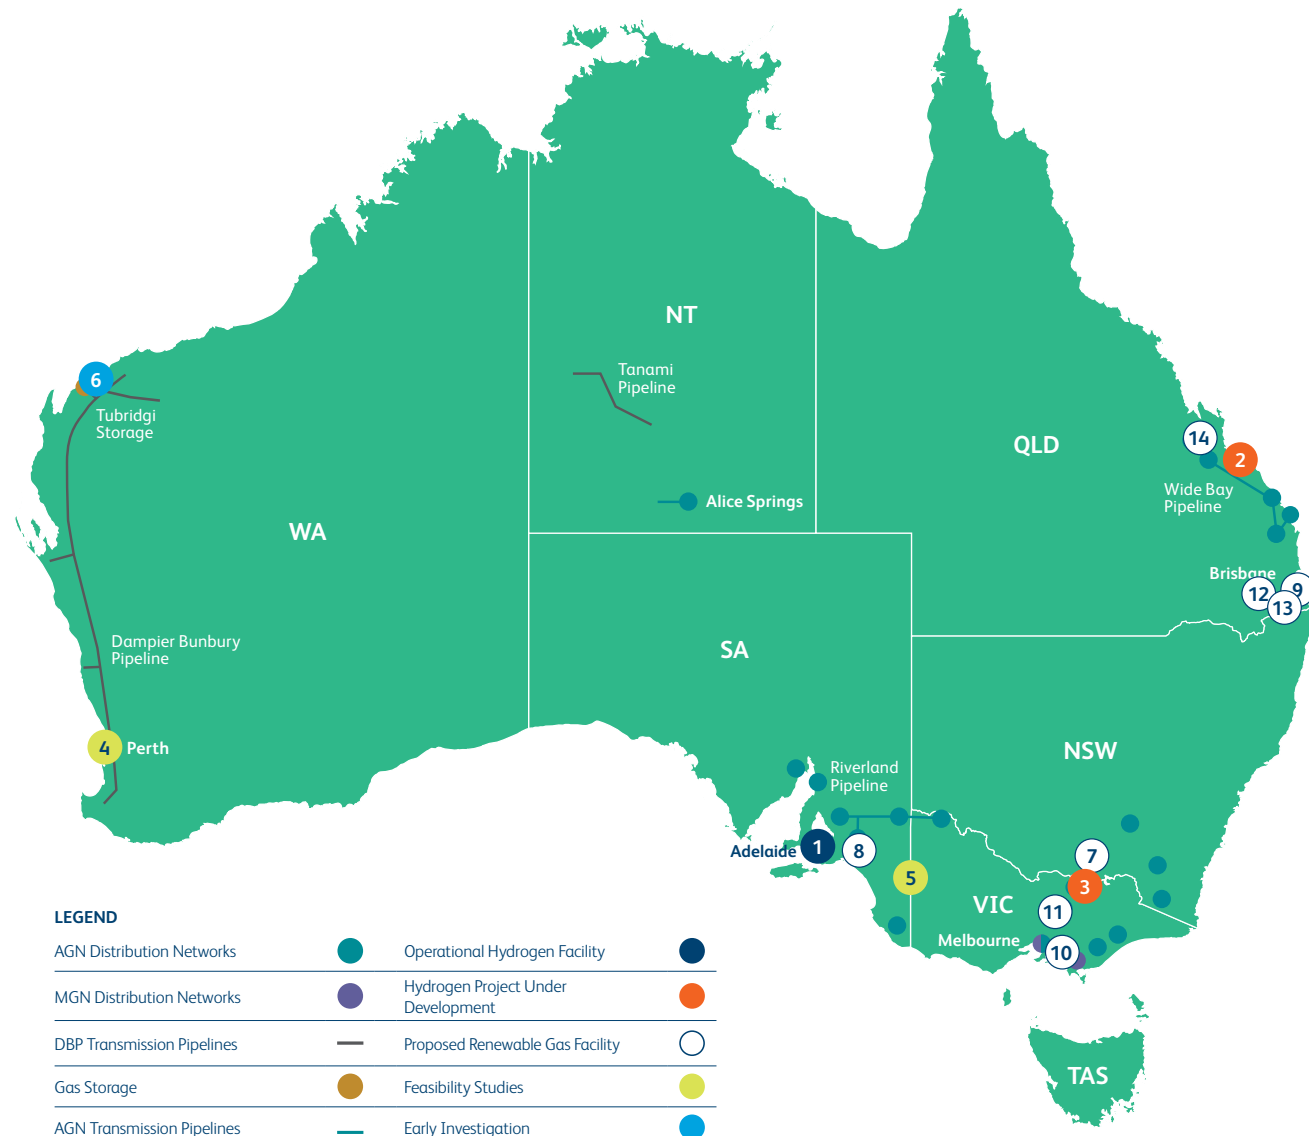 NT
Tanami
Pipeline
6
Tubridgi
Storage
14
2
QLD
Wide Bay
Pipeline
Alice Springs
WA
Brisbane
12
9
13
Dampier Bunbury
Pipeline
SA
4
Perth
NSW
Riverland
Pipeline
Adelaide
1
8
7
5
3
VIC
11
Melbourne
10
TAS
LEGEND
AGN Distribution Networks
Operational Hydrogen Facility
MGN Distribution Networks
Hydrogen Project Under
Development
DBP Transmission Pipelines
Proposed Renewable Gas Facility
Gas Storage
Feasibility Studies
AGN Transmission Pipelines
Early Investigation